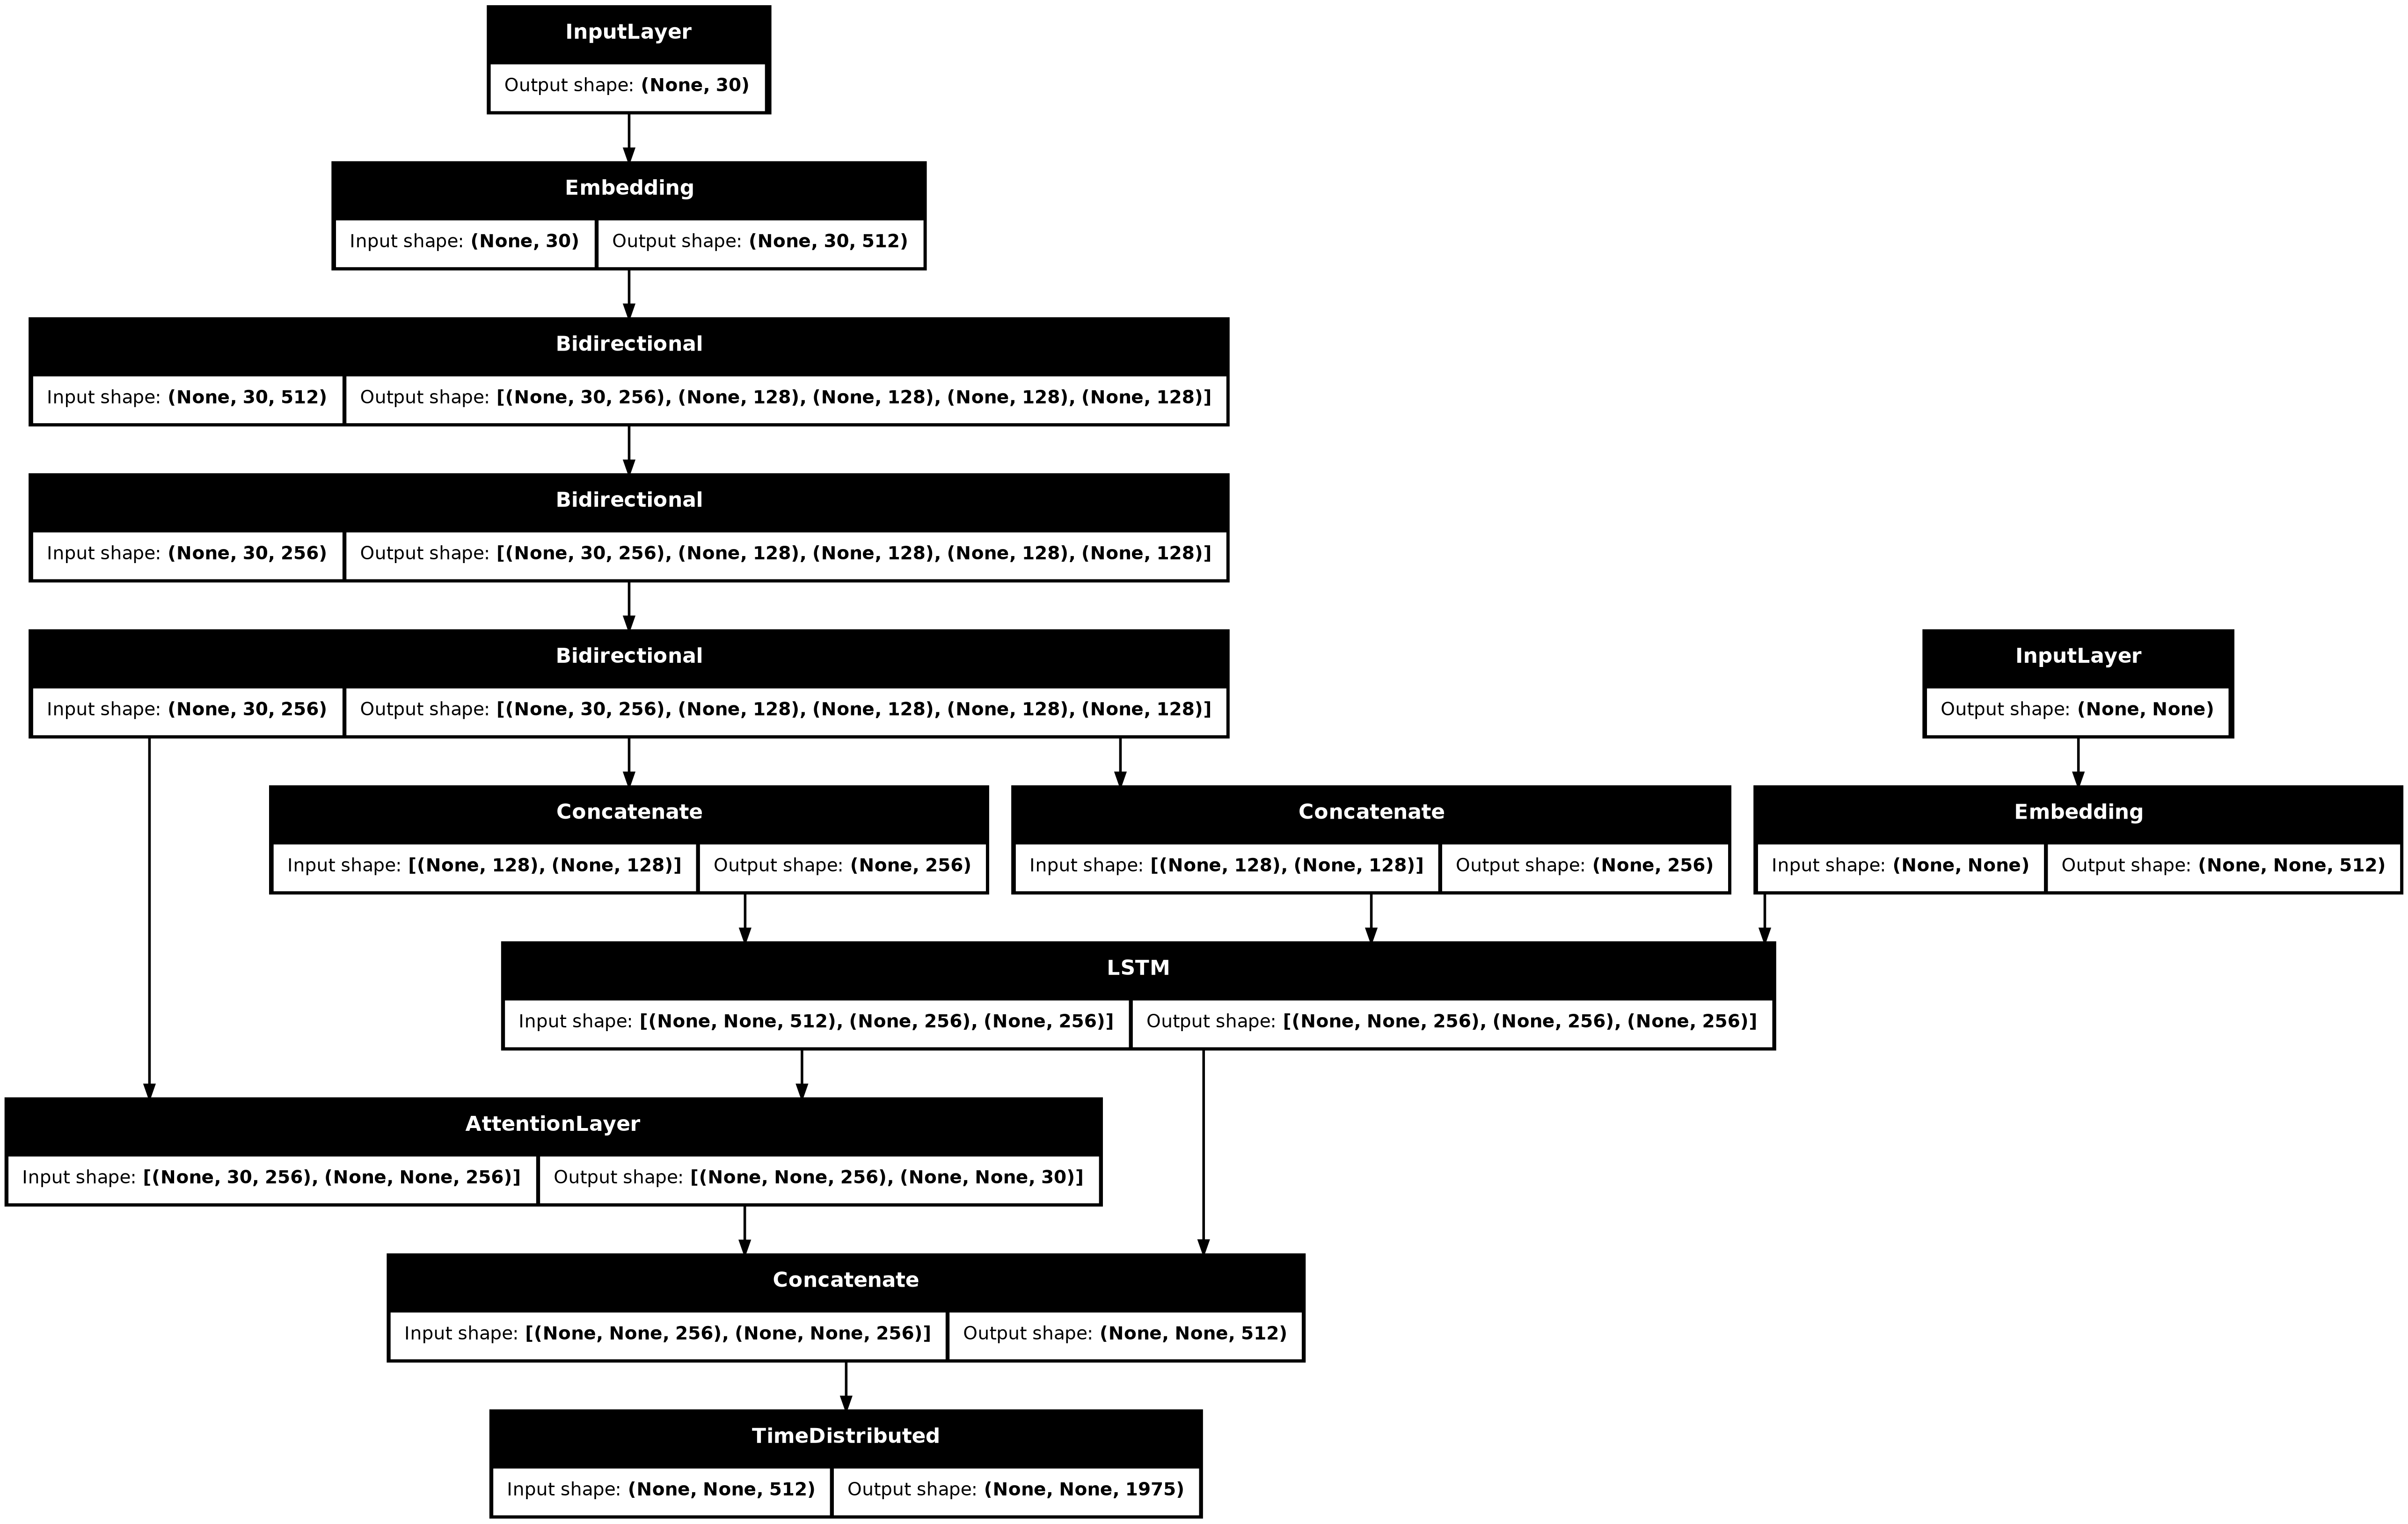 InputLayer
Output shape: (None, 30)
Embedding
Input shape: (None, 30) Output shape: (None, 30, 512)
Bidirectional
Input shape: (None, 30, 512) Output shape: [(None, 30, 256), (None, 128), (None, 128), (None, 128), (None, 128)]
Bidirectional
Input shape: (None, 30, 256) Output shape: [(None, 30, 256), (None, 128), (None, 128), (None, 128), (None, 128)]
Bidirectional
Input shape: (None, 30, 256) Output shape: [(None, 30, 256), (None, 128), (None, 128), (None, 128), (None, 128)]
InputLayer
Output shape: (None, None)
Concatenate
Input shape: [(None, 128), (None, 128)] Output shape: (None, 256)
Concatenate
Input shape: [(None, 128), (None, 128)] Output shape: (None, 256)
Embedding
Input shape: (None, None) Output shape: (None, None, 512)
LSTM
Input shape: [(None, None, 512), (None, 256), (None, 256)] Output shape: [(None, None, 256), (None, 256), (None, 256)]
AttentionLayer
Input shape: [(None, 30, 256), (None, None, 256)] Output shape: [(None, None, 256), (None, None, 30)]
Concatenate
Input shape: [(None, None, 256), (None, None, 256)] Output shape: (None, None, 512)
TimeDistributed
Input shape: (None, None, 512) Output shape: (None, None, 1975)